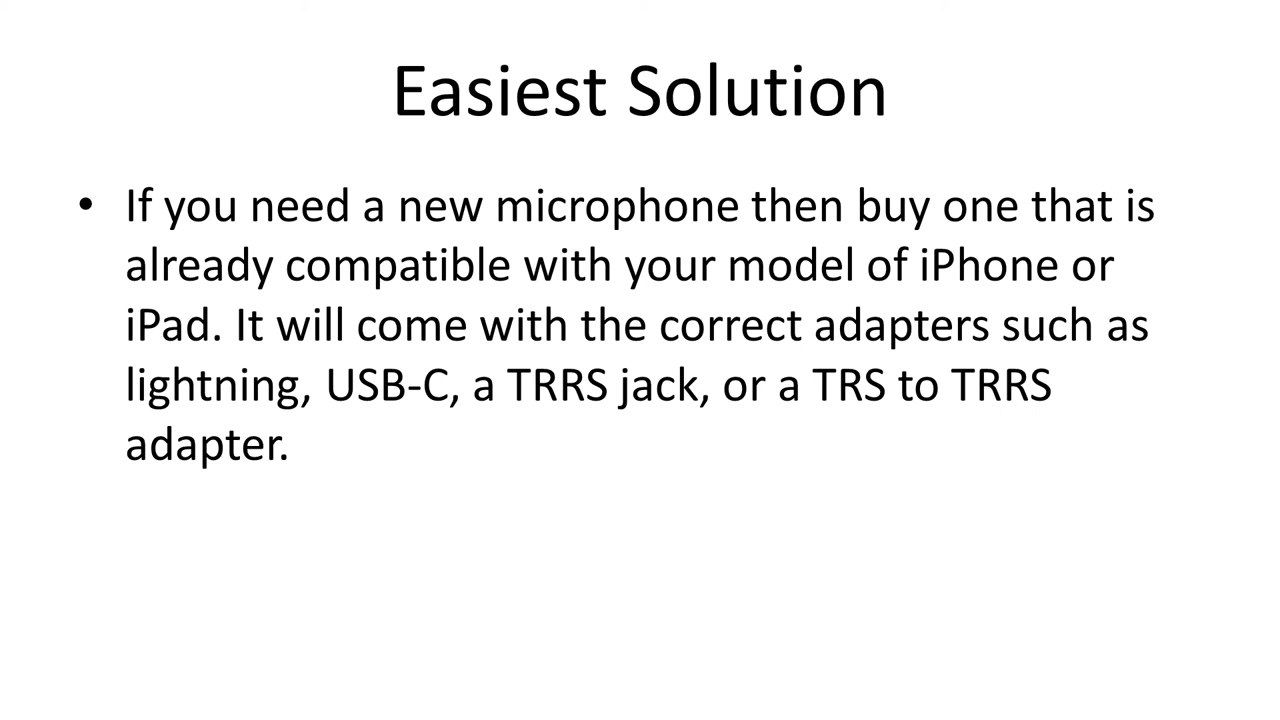 Easiest Solution
• If you need a new microphone then buy one that is
already compatible with your model of iPhone or
iPad. It will come with the correct adapters such as
lightning, USB-C, a TRRS jack, or a TRS to TRRS
adapter.